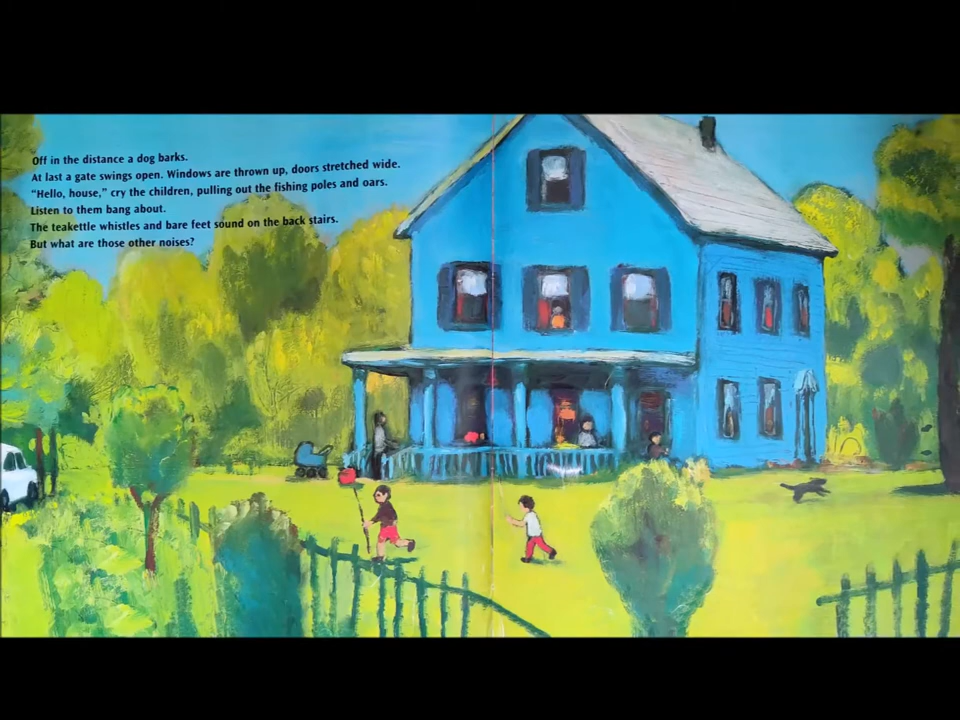 Off in the distance a dog barks.
At last a gate swings open. Windows are thrown up, doors stretched wide.
“Hello, house,” cry the children, pulling out the fishing poles and oars.
Listen to them bang about.
The teakettle whistles and bare feet sound on the back stairs.
But what are those other noises?